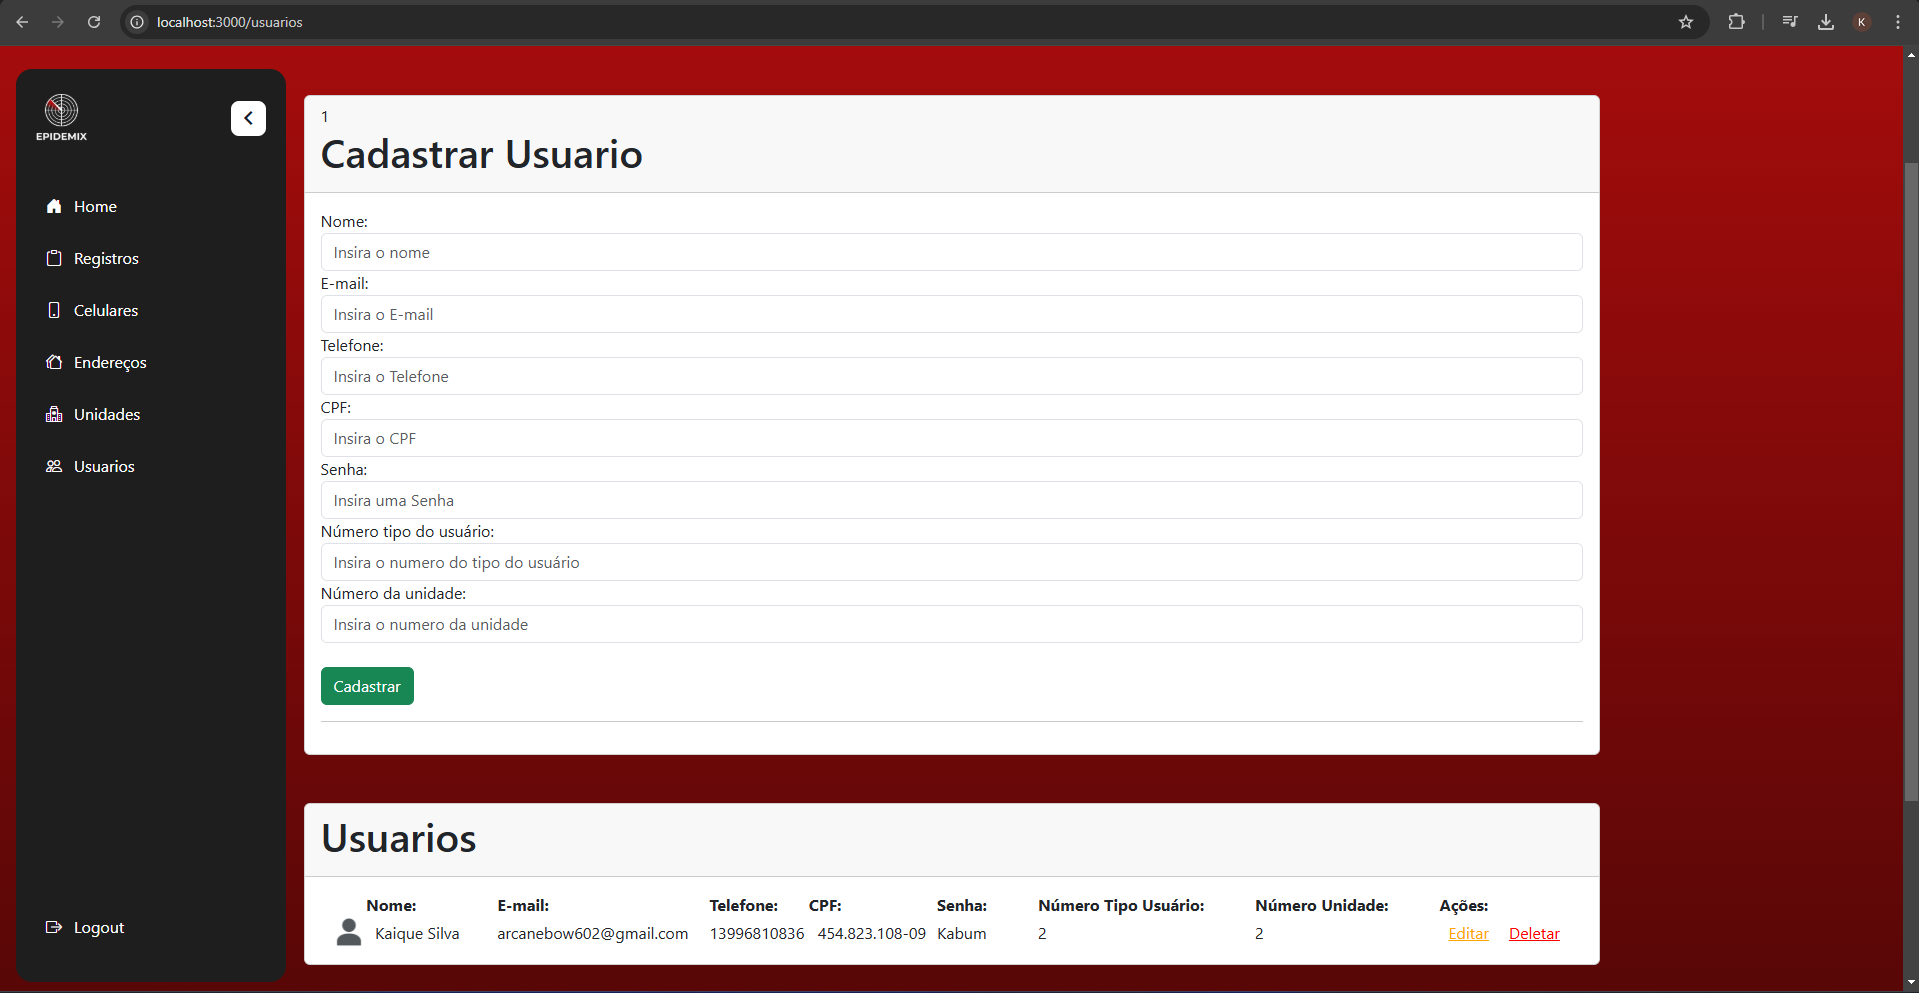 localhost:3000/usuarios
K
EPIDEMIX
Home
Registros
Celulares
Endereços
Unidades
Usuarios
Logout
1
Cadastrar Usuario
Nome:
Insira o nome
E-mail:
Insira o E-mail
Telefone:
Insira o Telefone
CPF:
Insira o CPF
Senha:
Insira uma Senha
Número tipo do usuário:
Insira o numero do tipo do usuário
Número da unidade:
Insira o numero da unidade
Cadastrar
Usuarios
Nome: E-mail: Telefone: CPF: Senha: Número Tipo Usuário: Número Unidade: Ações:
Kaique Silva arcanebow602@gmail.com 13996810836 454.823.108-09 Kabum 2 2 Editar Deletar